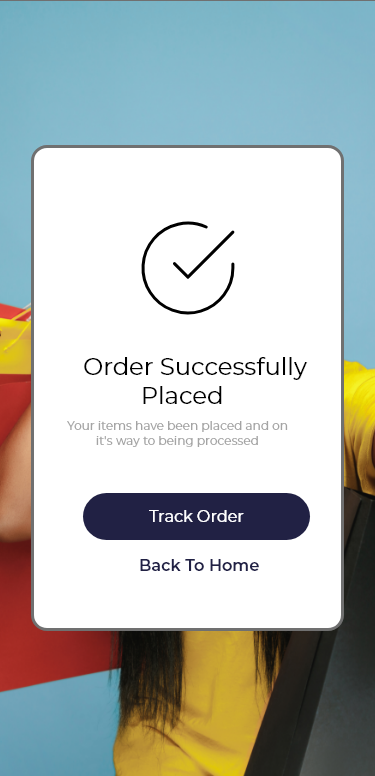 Order Successfully
Placed
Your items have been placed and on
it's way to being processed
Track Order
Back To Home